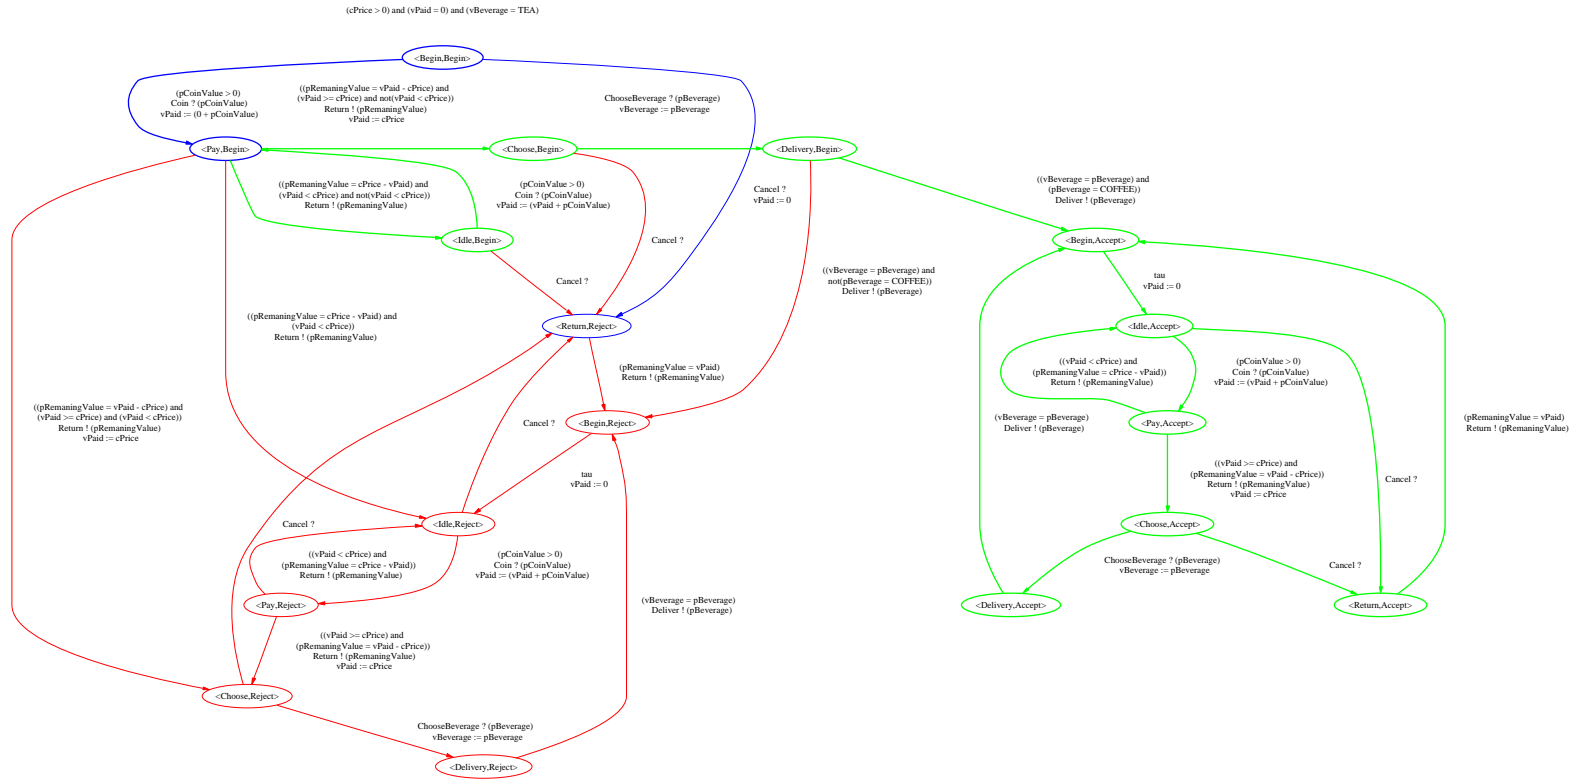 (cPrice > 0) and (vPaid = 0) and (vBeverage = TEA)
<Begin,Begin>
(pCoinValue > 0)
Coin ? (pCoinValue)
vPaid := (0 + pCoinValue)
((pRemaningValue = vPaid - cPrice) and
(vPaid >= cPrice) and not(vPaid < cPrice))
Return ! (pRemaningValue)
vPaid := cPrice
ChooseBeverage ? (pBeverage)
vBeverage := pBeverage
<Pay,Begin>
<Choose,Begin>
<Delivery,Begin>
((pRemaningValue = cPrice - vPaid) and
(vPaid < cPrice) and not(vPaid < cPrice))
Return ! (pRemaningValue)
(pCoinValue > 0)
Coin ? (pCoinValue)
vPaid := (vPaid + pCoinValue)
Cancel ?
vPaid := 0
((vBeverage = pBeverage) and
(pBeverage = COFFEE))
Deliver ! (pBeverage)
<Idle,Begin>
Cancel ?
<Begin,Accept>
Cancel ?
((vBeverage = pBeverage) and
not(pBeverage = COFFEE))
Deliver ! (pBeverage)
tau
vPaid := 0
((pRemaningValue = cPrice - vPaid) and
(vPaid < cPrice))
Return ! (pRemaningValue)
<Return,Reject>
<Idle,Accept>
(pRemaningValue = vPaid)
Return ! (pRemaningValue)
((vPaid < cPrice) and
(pRemaningValue = cPrice - vPaid))
Return ! (pRemaningValue)
(pCoinValue > 0)
Coin ? (pCoinValue)
vPaid := (vPaid + pCoinValue)
((pRemaningValue = vPaid - cPrice) and
(vPaid >= cPrice) and (vPaid < cPrice))
Return ! (pRemaningValue)
vPaid := cPrice
Cancel ?
<Begin,Reject>
(vBeverage = pBeverage)
Deliver ! (pBeverage)
<Pay,Accept>
(pRemaningValue = vPaid)
Return ! (pRemaningValue)
tau
vPaid := 0
((vPaid >= cPrice) and
(pRemaningValue = vPaid - cPrice))
Return ! (pRemaningValue)
vPaid := cPrice
Cancel ?
Cancel ?
<Idle,Reject>
<Choose,Accept>
((vPaid < cPrice) and
(pRemaningValue = cPrice - vPaid))
Return ! (pRemaningValue)
(pCoinValue > 0)
Coin ? (pCoinValue)
vPaid := (vPaid + pCoinValue)
ChooseBeverage ? (pBeverage)
vBeverage := pBeverage
Cancel ?
<Pay,Reject>
(vBeverage = pBeverage)
Deliver ! (pBeverage)
<Delivery,Accept>
<Return,Accept>
((vPaid >= cPrice) and
(pRemaningValue = vPaid - cPrice))
Return ! (pRemaningValue)
vPaid := cPrice
<Choose,Reject>
ChooseBeverage ? (pBeverage)
vBeverage := pBeverage
<Delivery,Reject>